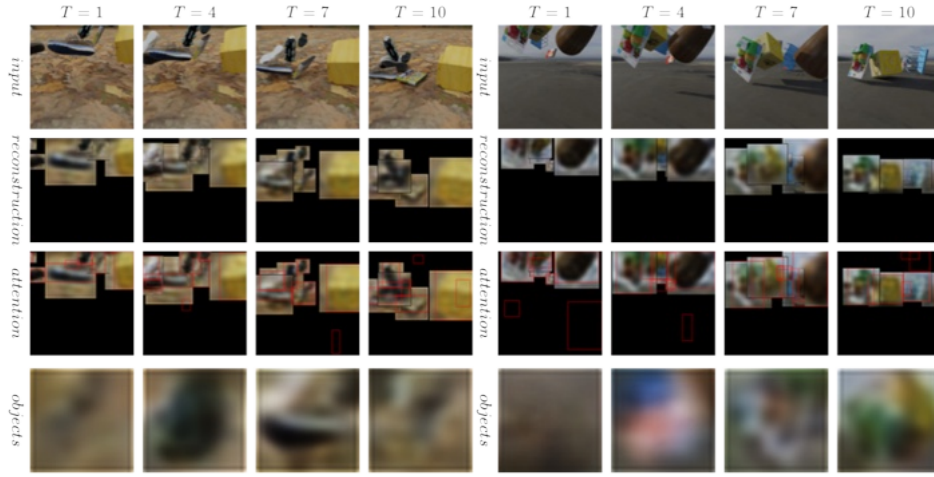 T = 1 T = 4 T = 7 T = 10 T = 1 T = 4 T = 7 T = 10
input input
reconstruction reconstruction
attention attention
objects objects